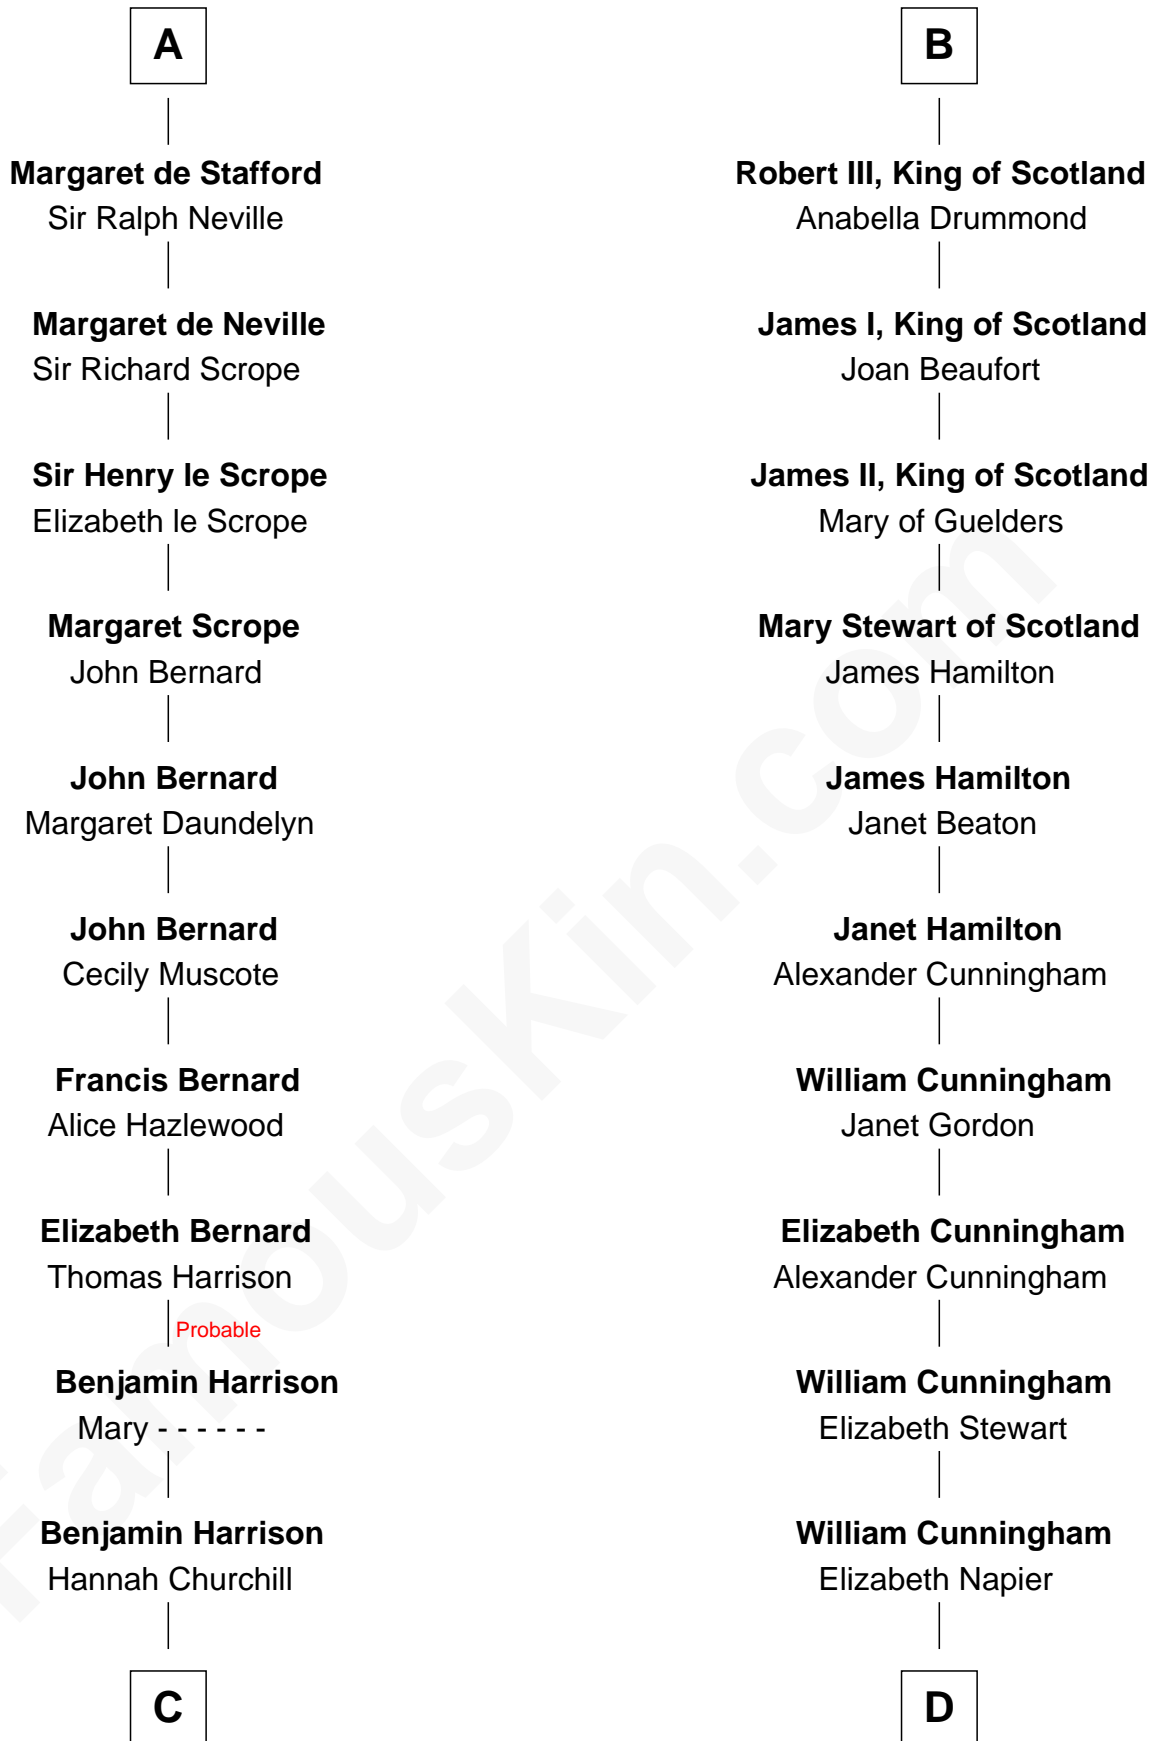 A
Margaret de Stafford
Sir Ralph Neville
Margaret de Neville
Sir Richard Scrope
Sir Henry le Scrope
Elizabeth le Scrope
Margaret Scrope
John Bernard
John Bernard
Margaret Daundelyn
John Bernard
Cecily Muscote
Francis Bernard
Alice Hazlewood
Elizabeth Bernard
Thomas Harrison
Probable
Benjamin Harrison
Mary - - - - - -
Benjamin Harrison
Hannah Churchill
C
B
Robert III, King of Scotland
Anabella Drummond
James I, King of Scotland
Joan Beaufort
James II, King of Scotland
Mary of Guelders
Mary Stewart of Scotland
James Hamilton
James Hamilton
Janet Beaton
Janet Hamilton
Alexander Cunningham
William Cunningham
Janet Gordon
Elizabeth Cunningham
Alexander Cunningham
William Cunningham
Elizabeth Stewart
William Cunningham
Elizabeth Napier
D
FamousKin.com